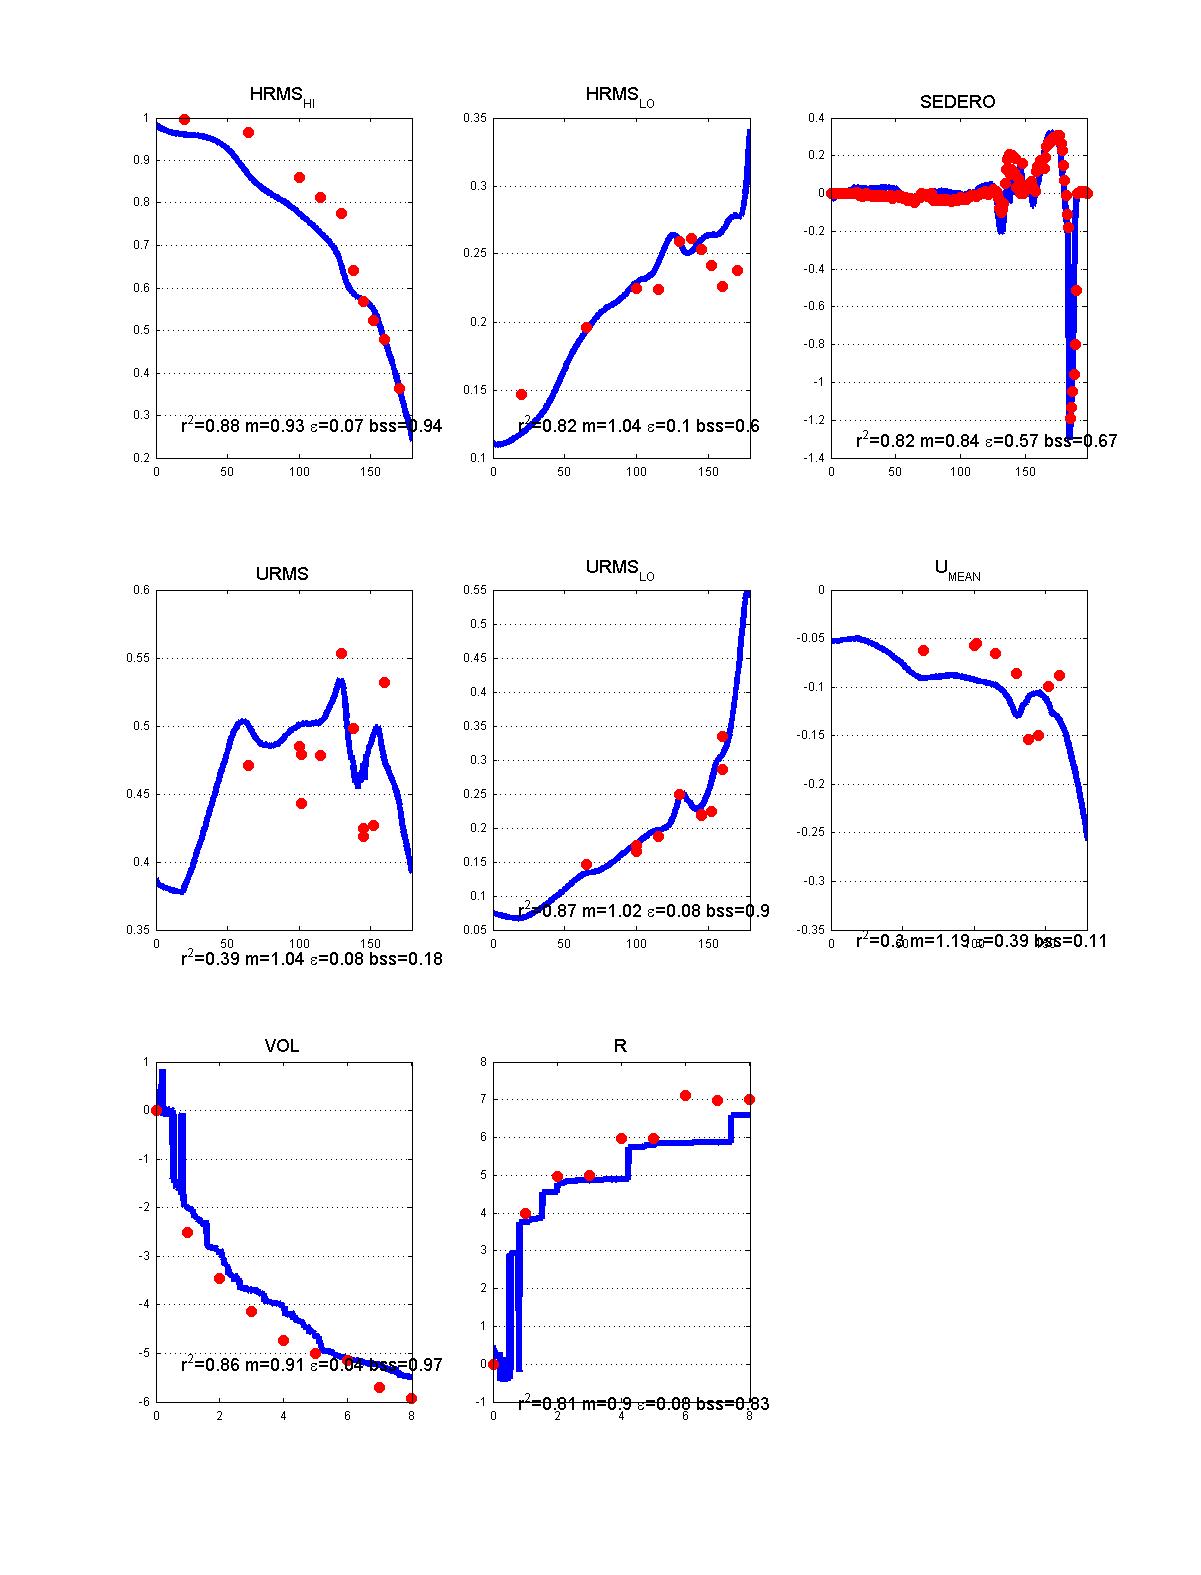 HRMS_HI
1
0.9
0.8
0.7
0.6
0.5
0.4
0.3
0.2
r²=0.88 m=0.93 ε=0.07 bss=0.94
0 50 100 150
HRMS_LO
0.35
0.3
0.25
0.2
0.15
0.1
r²=0.82 m=1.04 ε=0.1 bss=0.6
0 50 100 150
SEDERO
0.4
0.2
0
-0.2
-0.4
-0.6
-0.8
-1
-1.2
-1.4
r²=0.82 m=0.84 ε=0.57 bss=0.67
0 50 100 150
URMS
0.6
0.55
0.5
0.45
0.4
0.35
0 50 100 150
r²=0.39 m=1.04 ε=0.08 bss=0.18
URMS_LO
0.55
0.5
0.45
0.4
0.35
0.3
0.25
0.2
0.15
0.1
0.05
r²=0.87 m=1.02 ε=0.08 bss=0.9
0 50 100 150
U_MEAN
0
-0.05
-0.1
-0.15
-0.2
-0.25
-0.3
-0.35
r²=0.3 m=1.19 ε=0.39 bss=0.11
0 50 100 150
VOL
1
0
-1
-2
-3
-4
-5
-6
r²=0.86 m=0.91 ε=0.04 bss=0.97
0 2 4 6 8
R
8
7
6
5
4
3
2
1
0
-1
r²=0.81 m=0.9 ε=0.08 bss=0.83
0 2 4 6 8